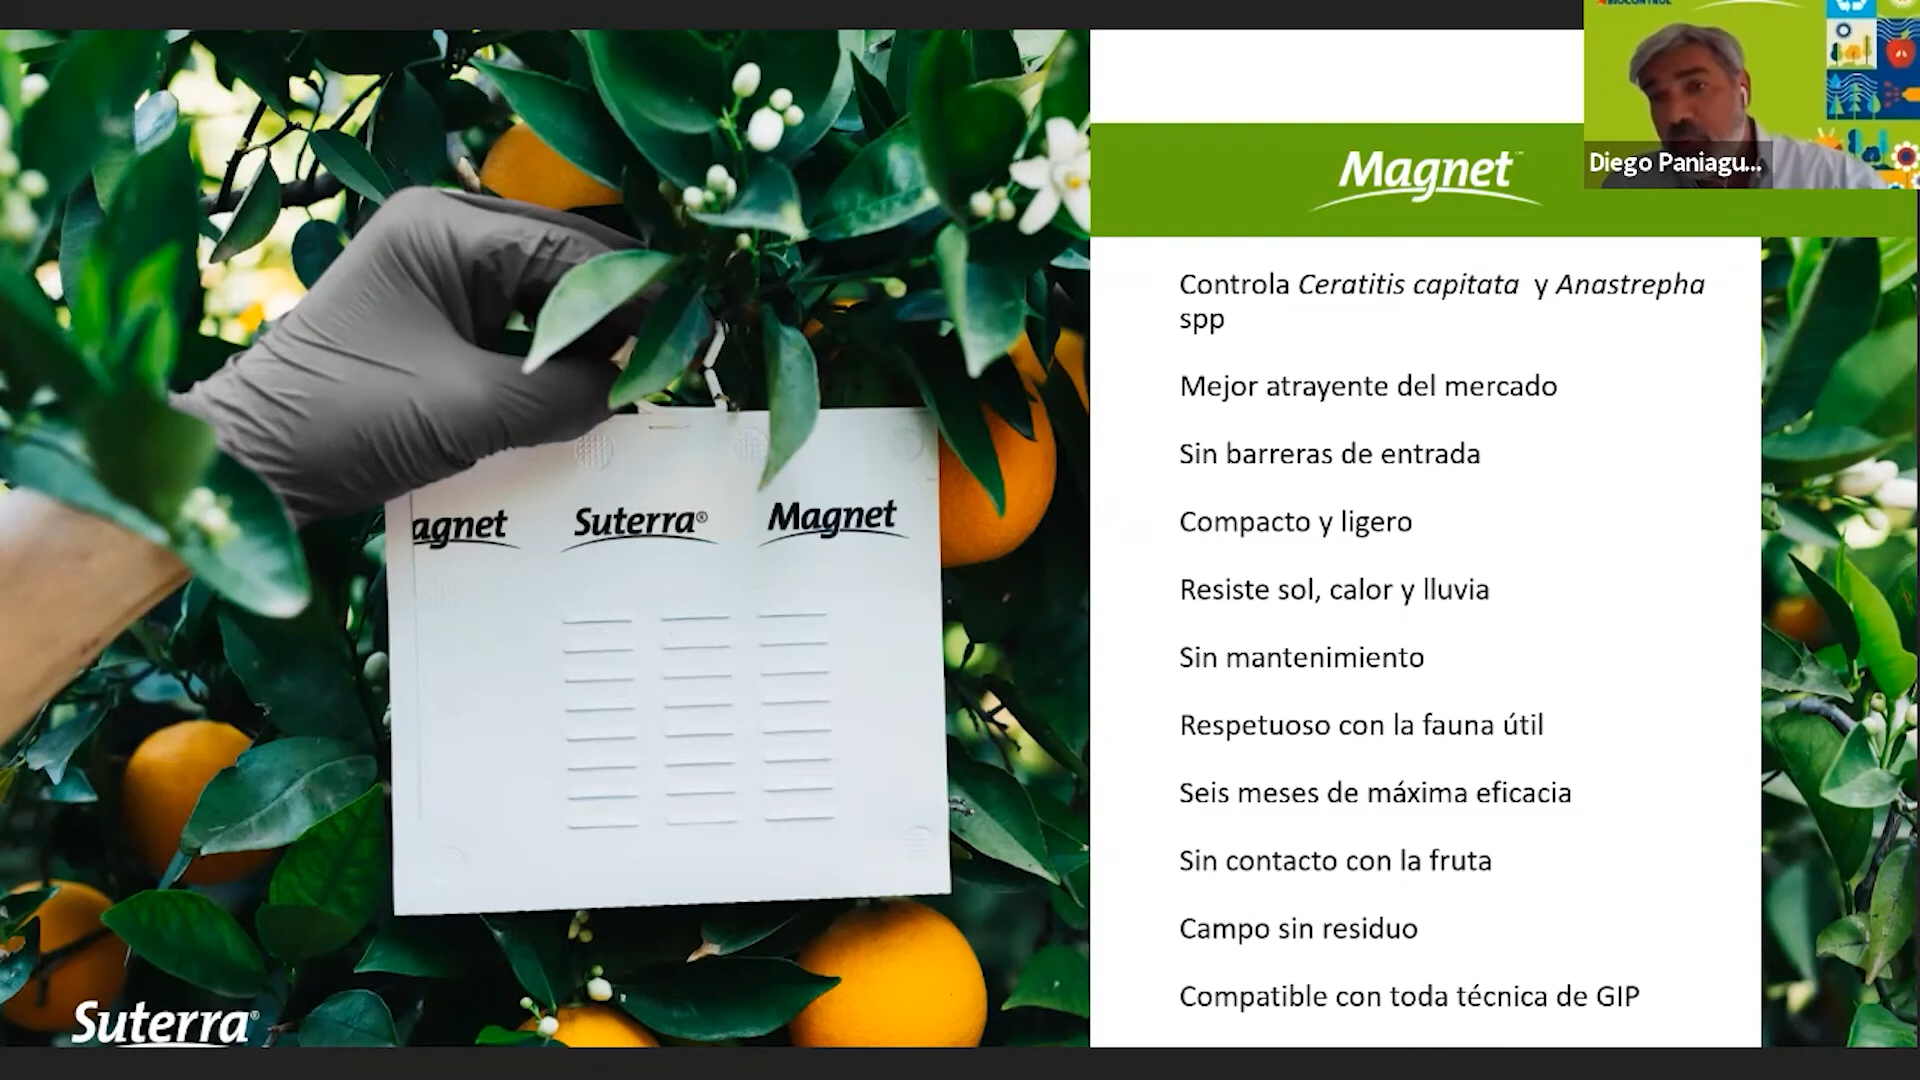 BIOCONTROL
Diego Paniagu...
Magnet™
Controla Ceratitis capitata y Anastrepha
spp
Mejor atrayente del mercado
Sin barreras de entrada
Compacto y ligero
Resiste sol, calor y lluvia
Sin mantenimiento
Respetuoso con la fauna útil
Seis meses de máxima eficacia
Sin contacto con la fruta
Campo sin residuo
Compatible con toda técnica de GIP
agnet
Suterra®
Magnet
Suterra®